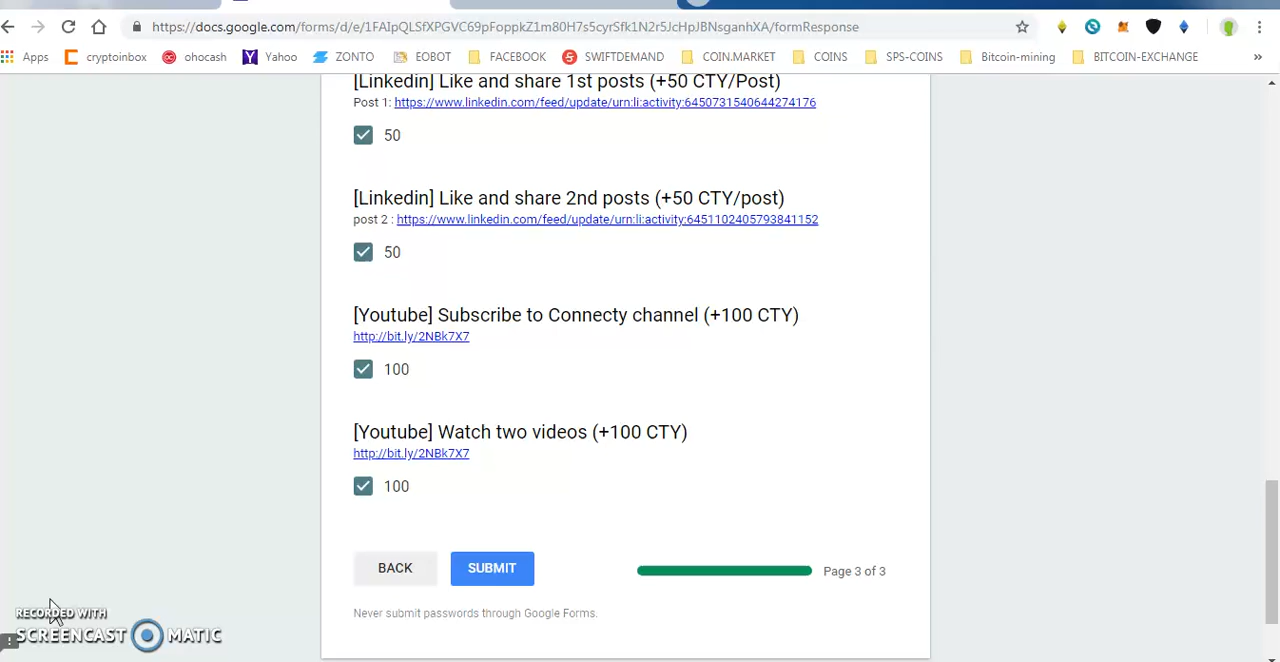 https://docs.google.com/forms/d/e/1FAIpQLSfXPGVC69pFoppkZ1m80H7s5cyrSfk1N2r5JcHpJBNsganhXA/formResponse
Apps cryptoinbox ohocash Yahoo ZONTO EOBOT FACEBOOK SWIFTDEMAND COIN.MARKET COINS SPS-COINS Bitcoin-mining BITCOIN-EXCHANGE »
[Linkedin] Like and share 1st posts (+50 CTY/Post)
Post 1: https://www.linkedin.com/feed/update/urn:li:activity:6450731540644274176
50
[Linkedin] Like and share 2nd posts (+50 CTY/post)
post 2 : https://www.linkedin.com/feed/update/urn:li:activity:6451102405793841152
50
[Youtube] Subscribe to Connecty channel (+100 CTY)
http://bit.ly/2NBk7X7
100
[Youtube] Watch two videos (+100 CTY)
http://bit.ly/2NBk7X7
100
BACK SUBMIT Page 3 of 3
Never submit passwords through Google Forms.
RECORDED WITH
SCREENCAST MATIC